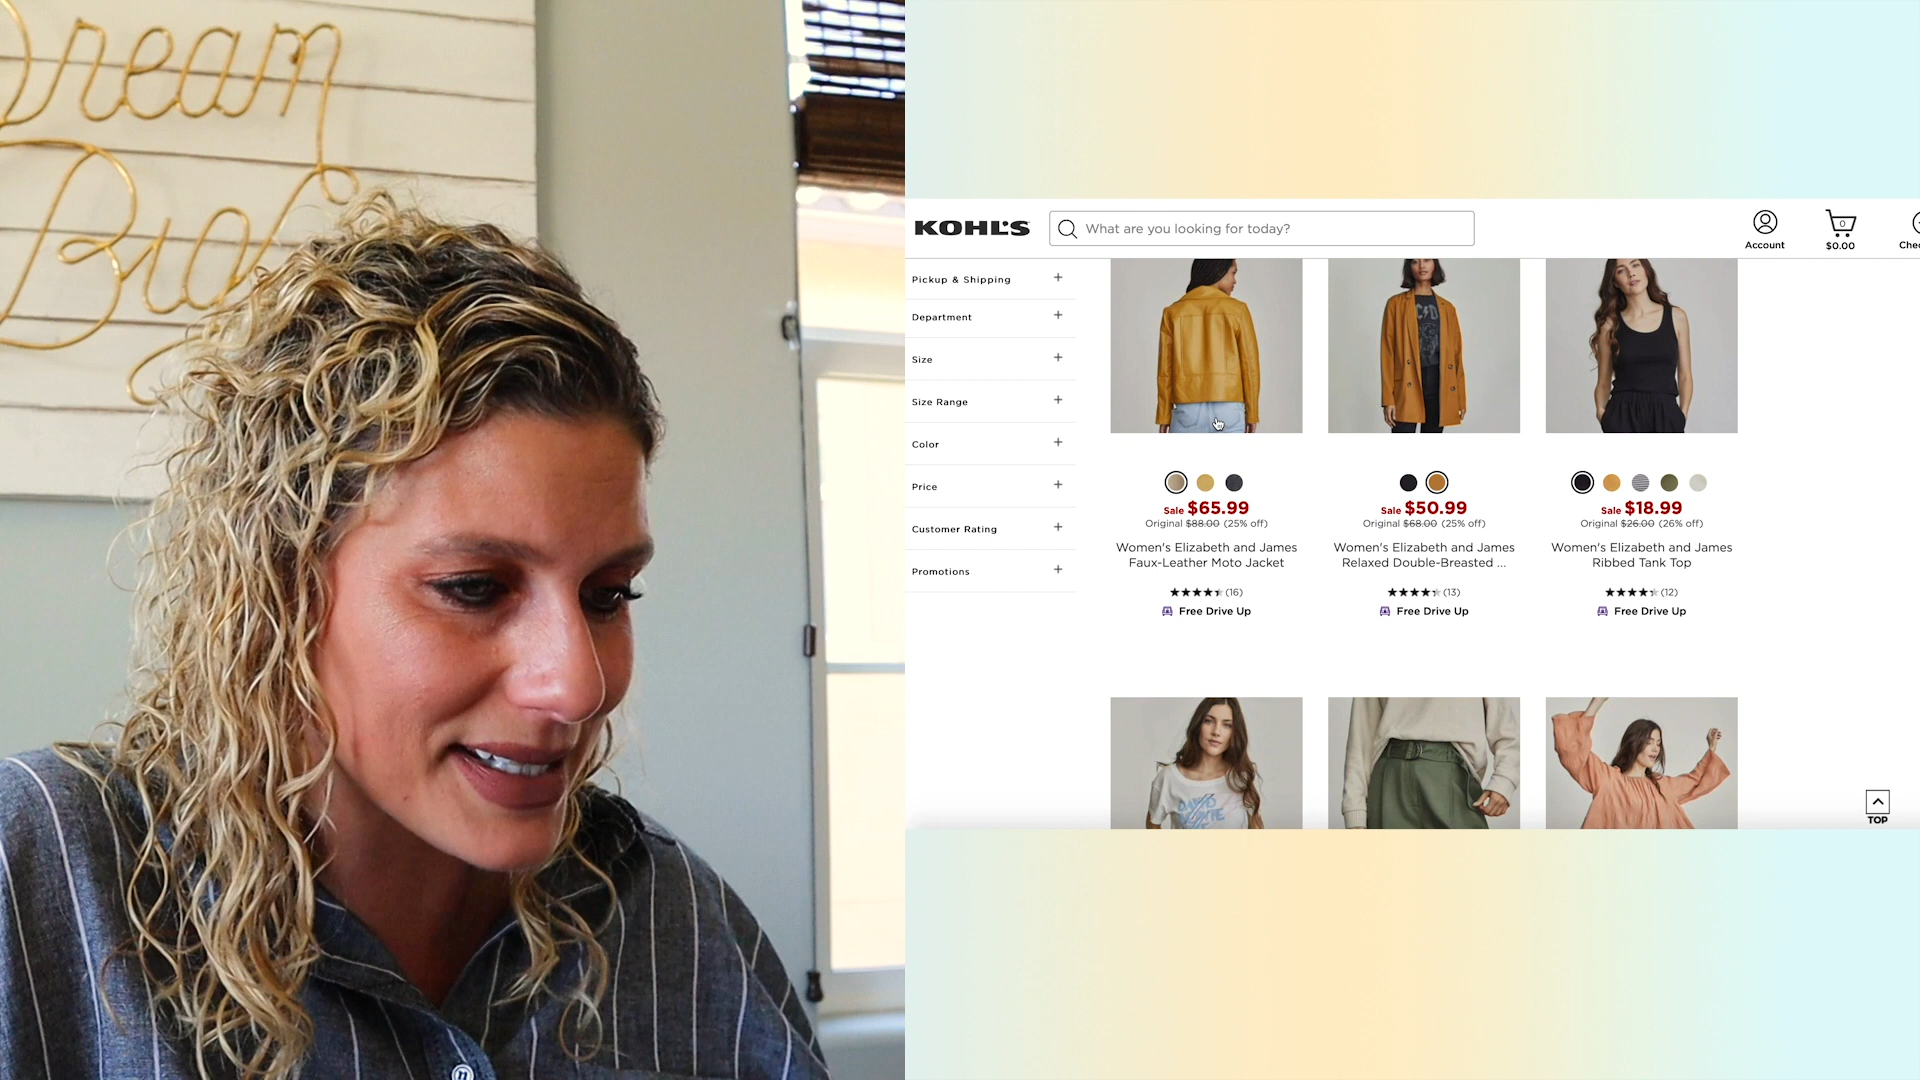 Dream
Big
KOHL'S
What are you looking for today?
Account
0
$0.00
Pickup & Shipping
Department
Size
Size Range
Color
Price
Customer Rating
Promotions
Sale $65.99
Original $88.00 (25% off)
Women's Elizabeth and James
Faux-Leather Moto Jacket
(16)
Free Drive Up
Sale $50.99
Original $68.00 (25% off)
Women's Elizabeth and James
Relaxed Double-Breasted ...
(13)
Free Drive Up
Sale $18.99
Original $26.00 (26% off)
Women's Elizabeth and James
Ribbed Tank Top
(12)
Free Drive Up
TOP